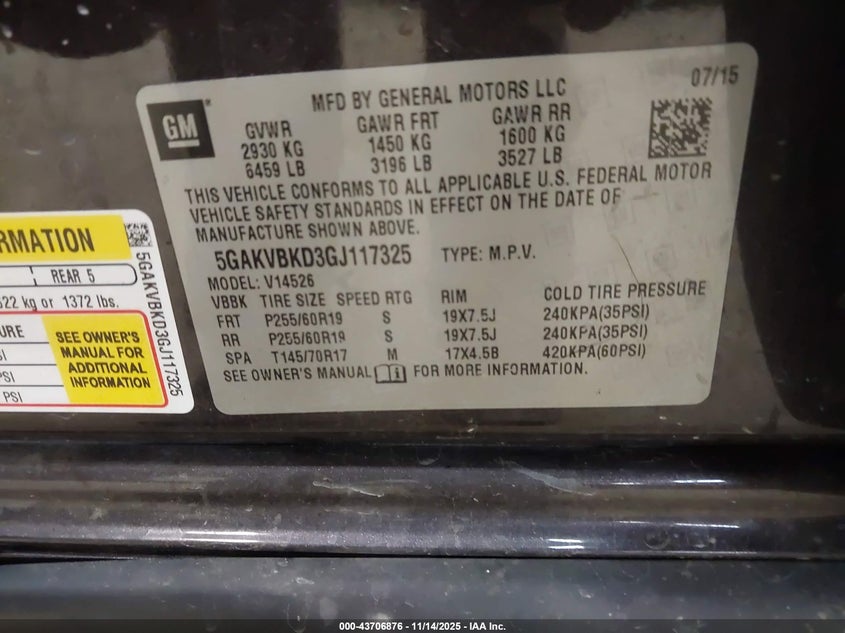 MFD BY GENERAL MOTORS LLC
07/15
GM
GVWR GAWR FRT GAWR RR
2930 KG 1450 KG 1600 KG
6459 LB 3196 LB 3527 LB
THIS VEHICLE CONFORMS TO ALL APPLICABLE U.S. FEDERAL MOTOR
VEHICLE SAFETY STANDARDS IN EFFECT ON THE DATE OF
MANUFACTURE SHOWN ABOVE.
5GAKVBKD3GJ117325 TYPE: M.P.V.
MODEL: V14526
VBBK TIRE SIZE SPEED RTG RIM COLD TIRE PRESSURE
FRT P255/60R19 S 19X7.5J 240KPA(35PSI)
RR P255/60R19 S 19X7.5J 240KPA(35PSI)
SPA T145/70R17 M 17X4.5B 420KPA(60PSI)
SEE OWNER'S MANUAL FOR MORE INFORMATION.
RMATION
REAR 5
522 kg or 1372 lbs.
URE
SI
PSI
PSI
SEE OWNER'S
MANUAL FOR
ADDITIONAL
INFORMATION
5GAKVBKD3GJ117325
000-43706876 - 11/14/2025 - IAA Inc.